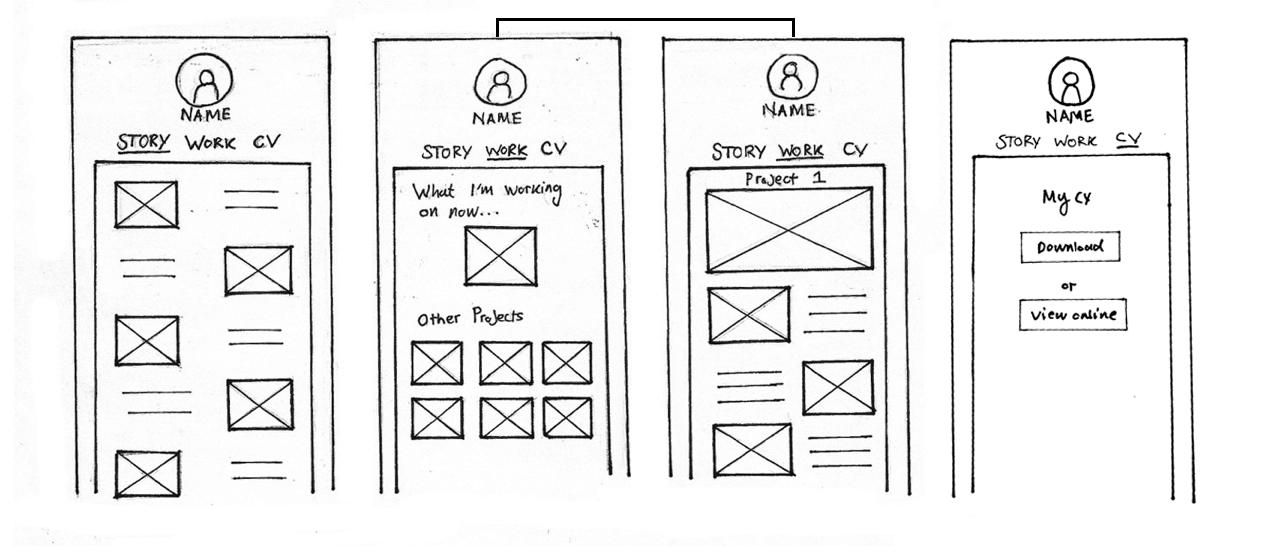 NAME
STORY WORK CV
NAME
STORY WORK CV
What I'm working
on now...
Other Projects
NAME
STORY WORK CV
Project 1
NAME
STORY WORK CV
My CV
Download
or
View online